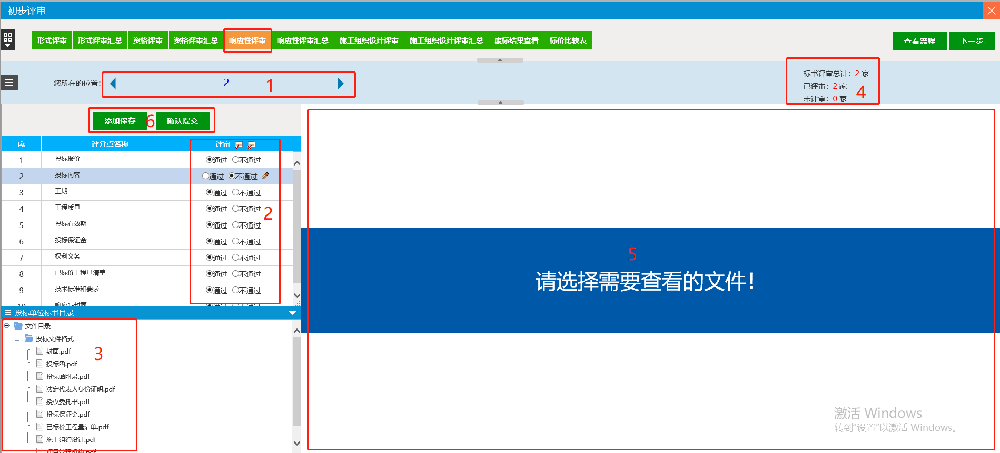 初步评审
形式评审 形式评审汇总 资格评审 资格评审汇总 响应性评审 响应性评审汇总 施工组织设计评审 施工组织设计评审汇总 废标结果查看 标价比较表 查看流程 下一步
您所在的位置： 2 1
标书评审总计：2 家
已评审：2 家
未评审：0 家
4
添加保存 6 确认提交
序 评分点名称 评审
1 投标报价 通过 不通过
2 投标内容 通过 不通过
3 工期 通过 不通过
4 工程质量 通过 不通过
2
5 投标有效期 通过 不通过
6 投标保证金 通过 不通过
7 权利义务 通过 不通过
8 已标价工程量清单 通过 不通过
9 技术标准和要求 通过 不通过
10 响应1-封面 通过 不通过
投标单位标书目录
文件目录
投标文件格式
封面.pdf
3
投标函.pdf
投标函附录.pdf
法定代表人身份证明.pdf
授权委托书.pdf
投标保证金.pdf
已标价工程量清单.pdf
施工组织设计.pdf
项目管理机构.pdf
5
请选择需要查看的文件！
激活 Windows
转到“设置”以激活 Windows。